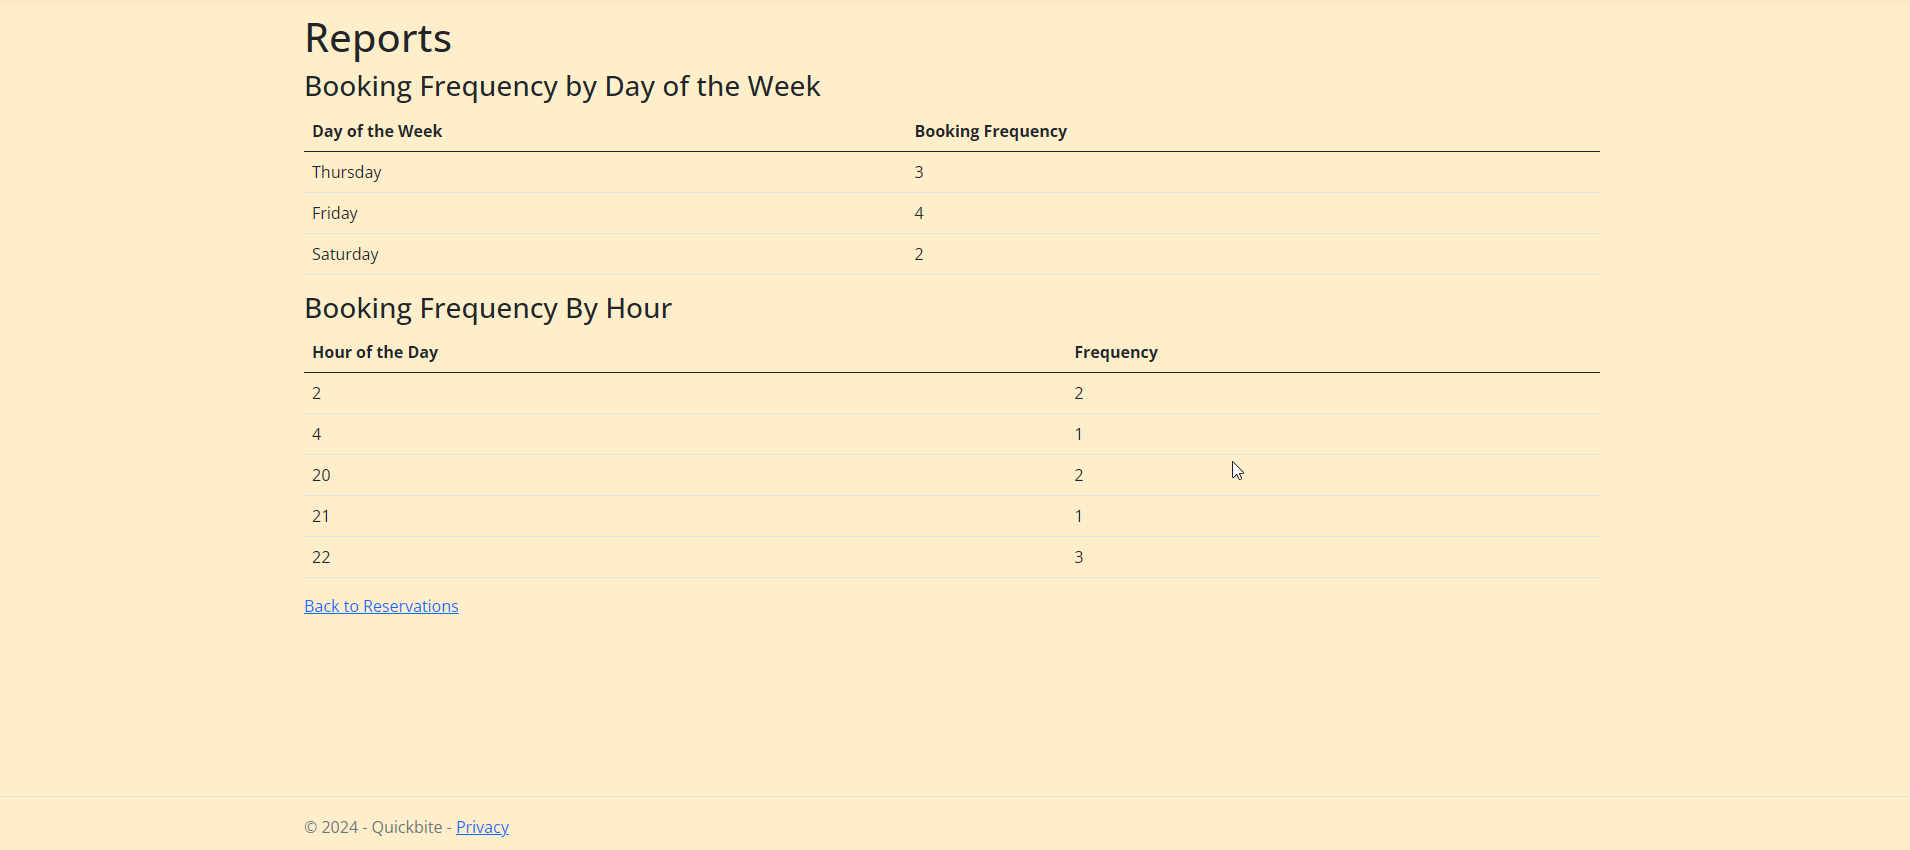 Reports
Booking Frequency by Day of the Week
Day of the Week Booking Frequency
Thursday 3
Friday 4
Saturday 2
Booking Frequency By Hour
Hour of the Day Frequency
2 2
4 1
20 2
21 1
22 3
Back to Reservations
© 2024 - Quickbite - Privacy